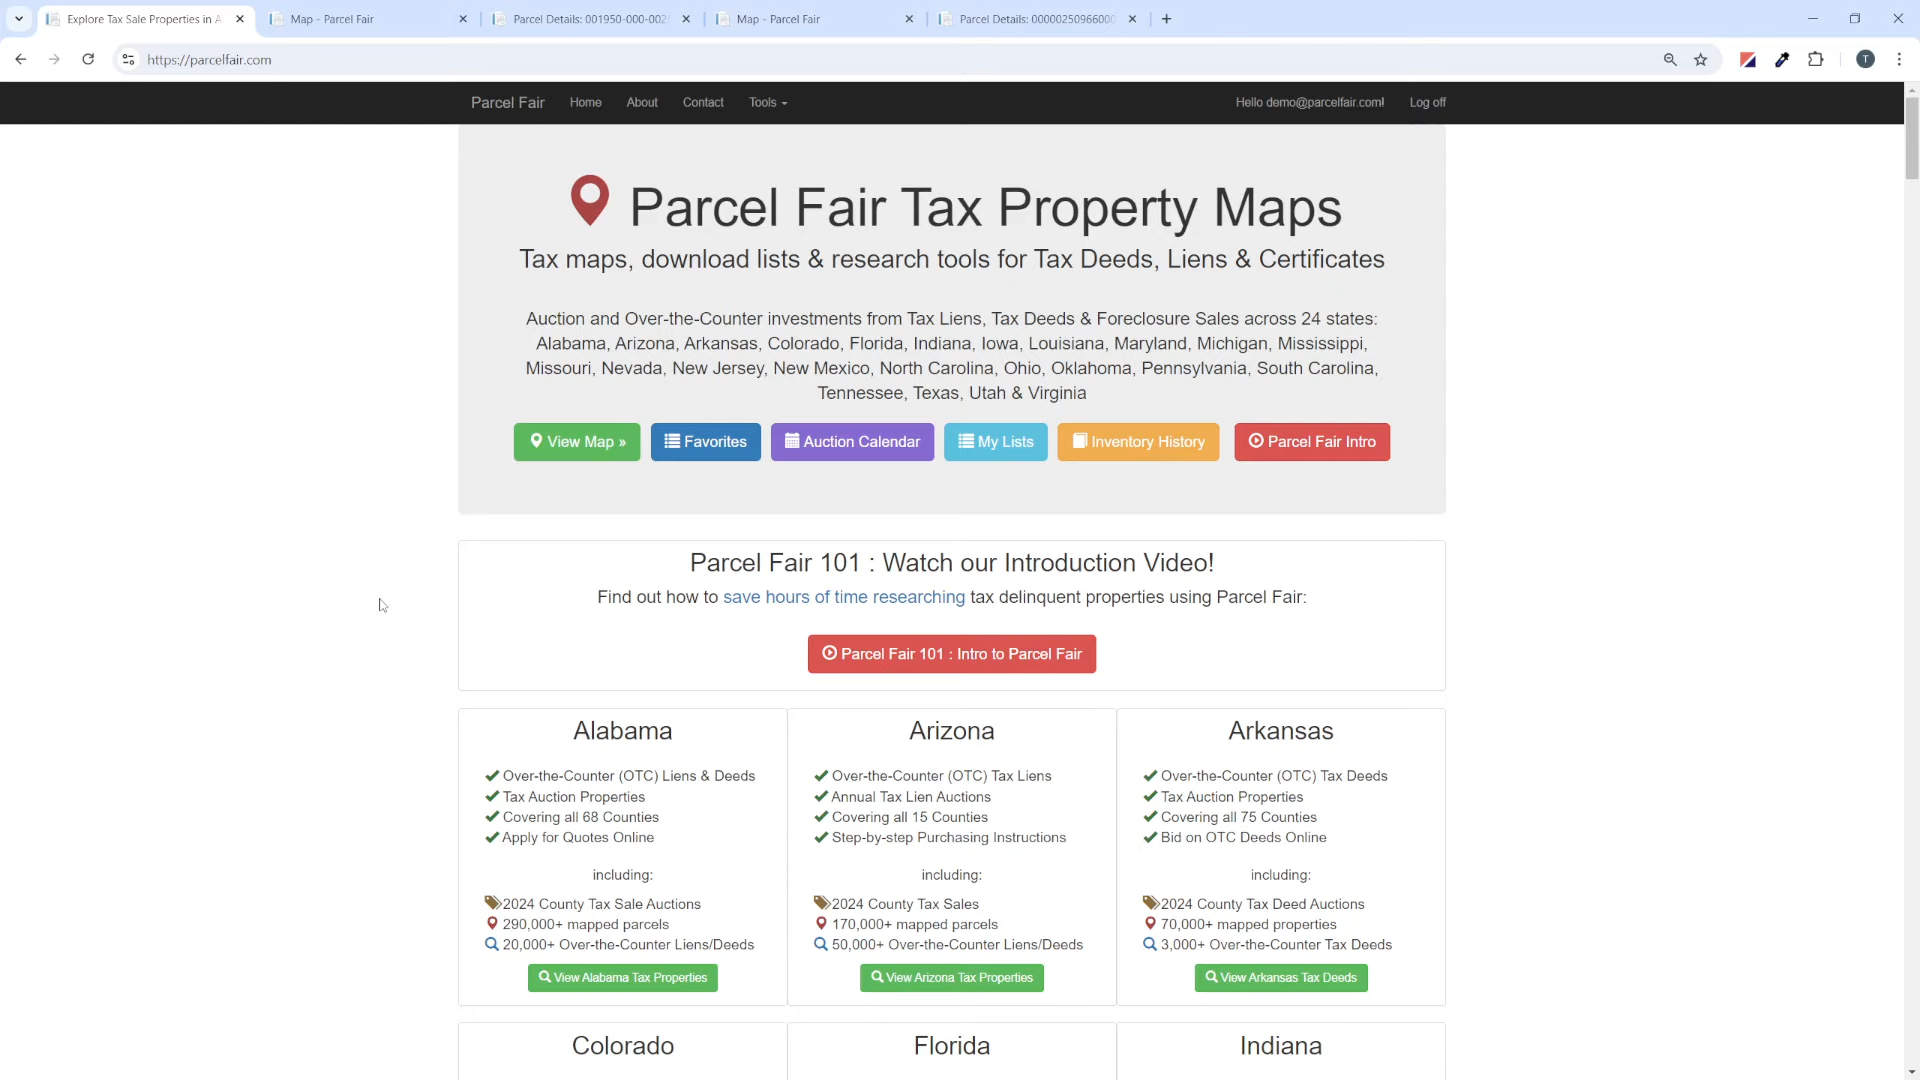 Explore Tax Sale Properties in A
Map - Parcel Fair
Parcel Details: 001950-000-002
Map - Parcel Fair
Parcel Details: 00000250966000
https://parcelfair.com
T
Parcel Fair
Home
About
Contact
Tools
Hello demo@parcelfair.com!
Log off
Parcel Fair Tax Property Maps
Tax maps, download lists & research tools for Tax Deeds, Liens & Certificates
Auction and Over-the-Counter investments from Tax Liens, Tax Deeds & Foreclosure Sales across 24 states:
Alabama, Arizona, Arkansas, Colorado, Florida, Indiana, Iowa, Louisiana, Maryland, Michigan, Mississippi,
Missouri, Nevada, New Jersey, New Mexico, North Carolina, Ohio, Oklahoma, Pennsylvania, South Carolina,
Tennessee, Texas, Utah & Virginia
View Map »
Favorites
Auction Calendar
My Lists
Inventory History
Parcel Fair Intro
Parcel Fair 101 : Watch our Introduction Video!
Find out how to save hours of time researching tax delinquent properties using Parcel Fair:
Parcel Fair 101 : Intro to Parcel Fair
Alabama
Over-the-Counter (OTC) Liens & Deeds
Tax Auction Properties
Covering all 68 Counties
Apply for Quotes Online
including:
2024 County Tax Sale Auctions
290,000+ mapped parcels
20,000+ Over-the-Counter Liens/Deeds
View Alabama Tax Properties
Arizona
Over-the-Counter (OTC) Tax Liens
Annual Tax Lien Auctions
Covering all 15 Counties
Step-by-step Purchasing Instructions
including:
2024 County Tax Sales
170,000+ mapped parcels
50,000+ Over-the-Counter Liens/Deeds
View Arizona Tax Properties
Arkansas
Over-the-Counter (OTC) Tax Deeds
Tax Auction Properties
Covering all 75 Counties
Bid on OTC Deeds Online
including:
2024 County Tax Deed Auctions
70,000+ mapped properties
3,000+ Over-the-Counter Tax Deeds
View Arkansas Tax Deeds
Colorado
Florida
Indiana